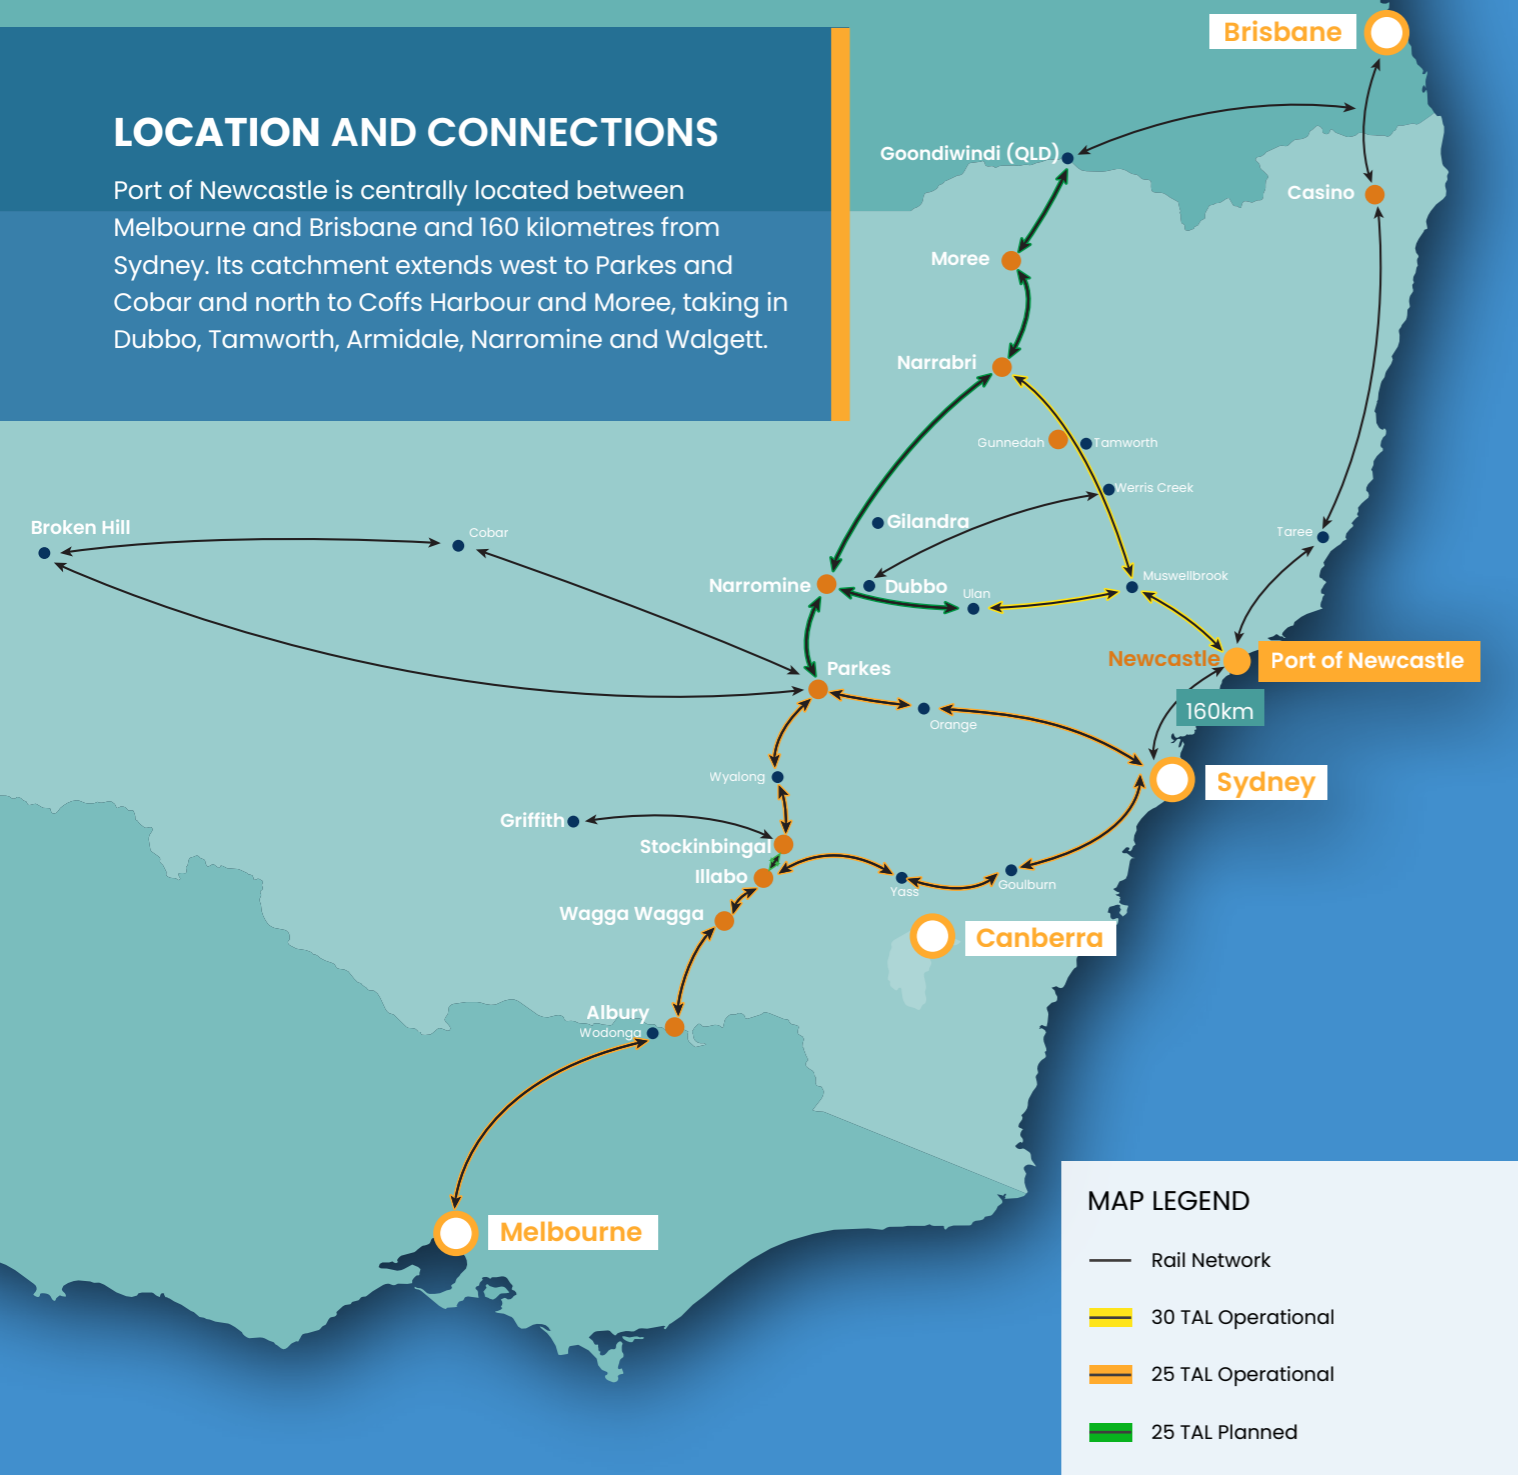 Brisbane
LOCATION AND CONNECTIONS
Port of Newcastle is centrally located between
Melbourne and Brisbane and 160 kilometres from
Sydney. Its catchment extends west to Parkes and
Cobar and north to Coffs Harbour and Moree, taking in
Dubbo, Tamworth, Armidale, Narromine and Walgett.
Goondiwindi (QLD)
Casino
Moree
Narrabri
Gunnedah
Tamworth
Werris Creek
Gilandra
Broken Hill
Cobar
Taree
Muswellbrook
Narromine
Dubbo
Ulan
Newcastle
Port of Newcastle
Parkes
160km
Orange
Wyalong
Sydney
Griffith
Stockinbingal
Illabo
Yass
Goulburn
Wagga Wagga
Canberra
Albury
Wodonga
Melbourne
MAP LEGEND
Rail Network
30 TAL Operational
25 TAL Operational
25 TAL Planned